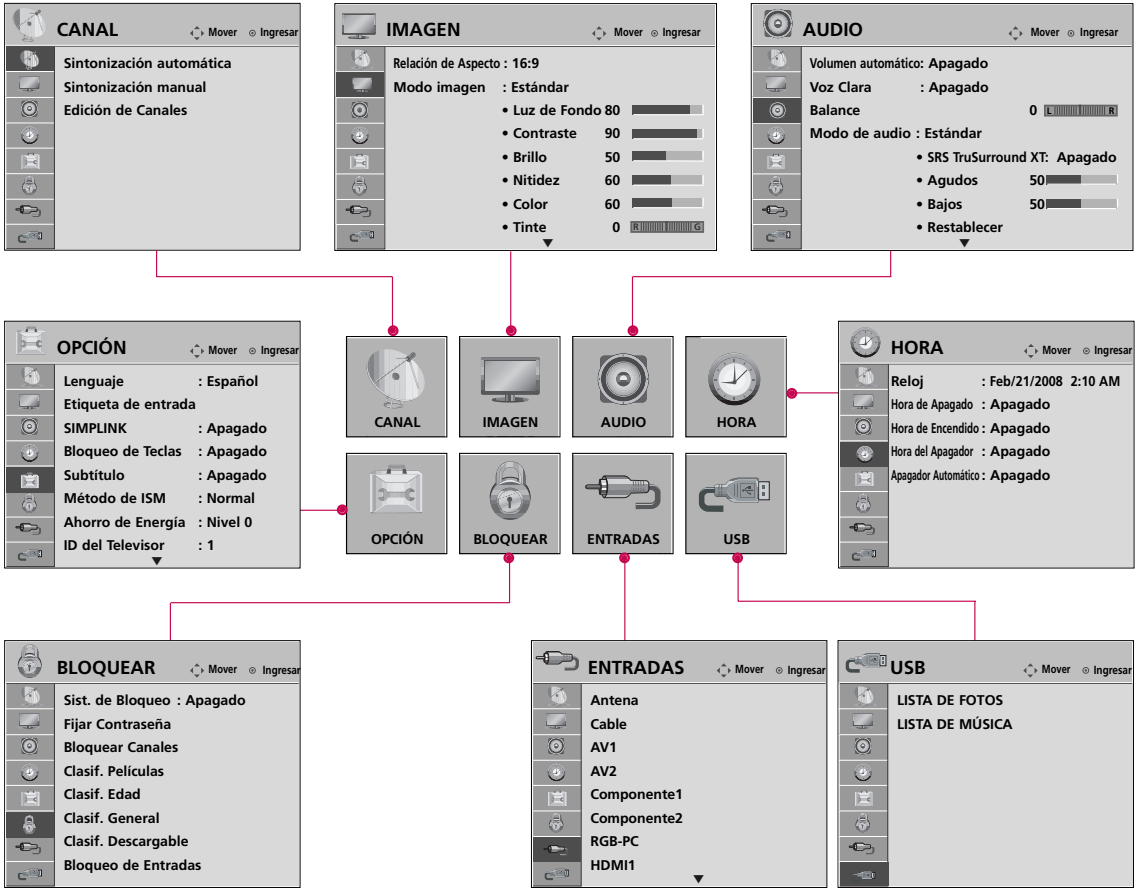 CANAL Mover Ingresar
Sintonización automática
Sintonización manual
Edición de Canales
IMAGEN Mover Ingresar
Relación de Aspecto : 16:9
Modo imagen : Estándar
• Luz de Fondo 80
• Contraste 90
• Brillo 50
• Nitidez 60
• Color 60
• Tinte 0 R G
AUDIO Mover Ingresar
Volumen automático: Apagado
Voz Clara : Apagado
Balance 0 L R
Modo de audio : Estándar
• SRS TruSurround XT: Apagado
• Agudos 50
• Bajos 50
• Restablecer
OPCIÓN Mover Ingresar
Lenguaje : Español
Etiqueta de entrada
SIMPLINK : Apagado
Bloqueo de Teclas : Apagado
Subtítulo : Apagado
Método de ISM : Normal
Ahorro de Energía : Nivel 0
ID del Televisor : 1
CANAL
IMAGEN
AUDIO
HORA
OPCIÓN
BLOQUEAR
ENTRADAS
USB
HORA Mover Ingresar
Reloj : Feb/21/2008 2:10 AM
Hora de Apagado : Apagado
Hora de Encendido : Apagado
Hora del Apagador : Apagado
Apagador Automático : Apagado
BLOQUEAR Mover Ingresar
Sist. de Bloqueo : Apagado
Fijar Contraseña
Bloquear Canales
Clasif. Películas
Clasif. Edad
Clasif. General
Clasif. Descargable
Bloqueo de Entradas
ENTRADAS Mover Ingresar
Antena
Cable
AV1
AV2
Componente1
Componente2
RGB-PC
HDMI1
USB Mover Ingresar
LISTA DE FOTOS
LISTA DE MÚSICA